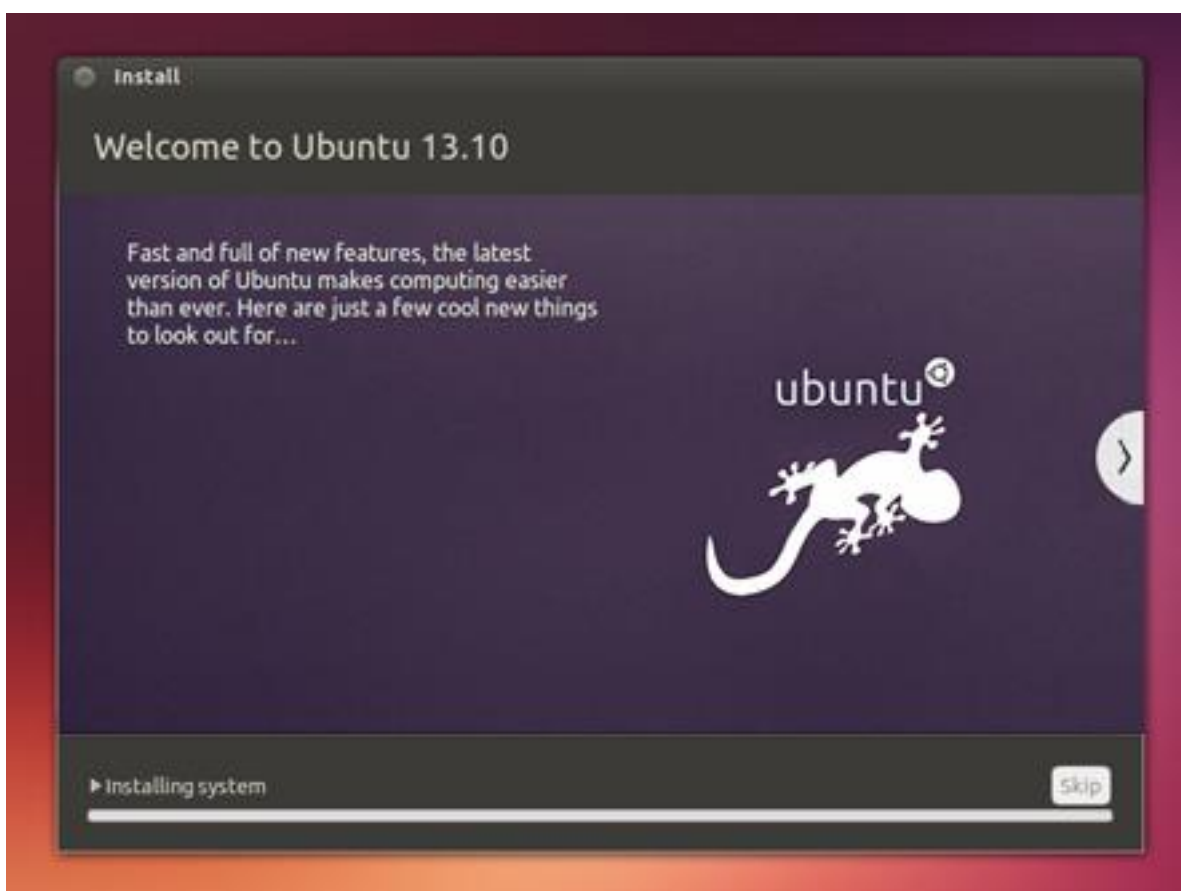 Install
Welcome to Ubuntu 13.10
Fast and full of new features, the latest
version of Ubuntu makes computing easier
than ever. Here are just a few cool new things
to look out for...
ubuntu
Installing system
Skip